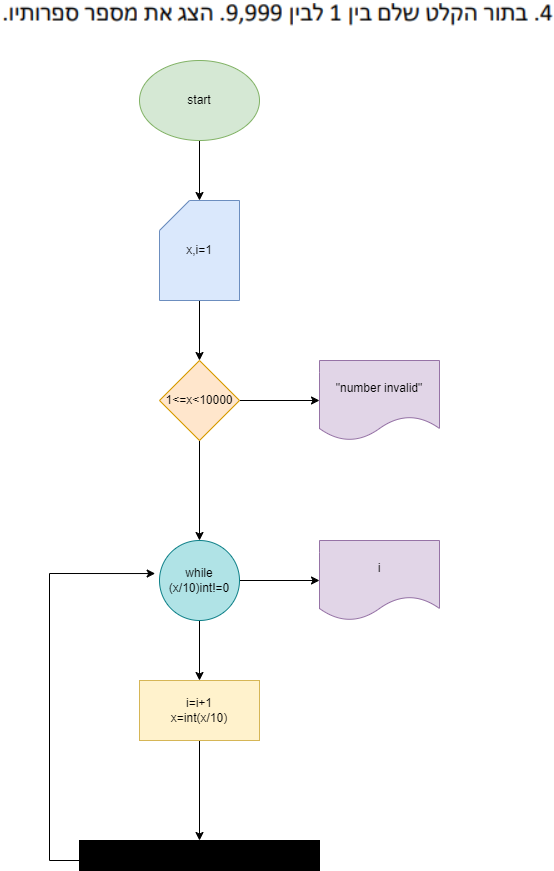 4. בתור הקלט שלם בין 1 לבין 9,999. הצג את מספר ספרותיו.
start
x,i=1
1<=x<10000
"number invalid"
while
(x/10)int!=0
i
i=i+1
x=int(x/10)